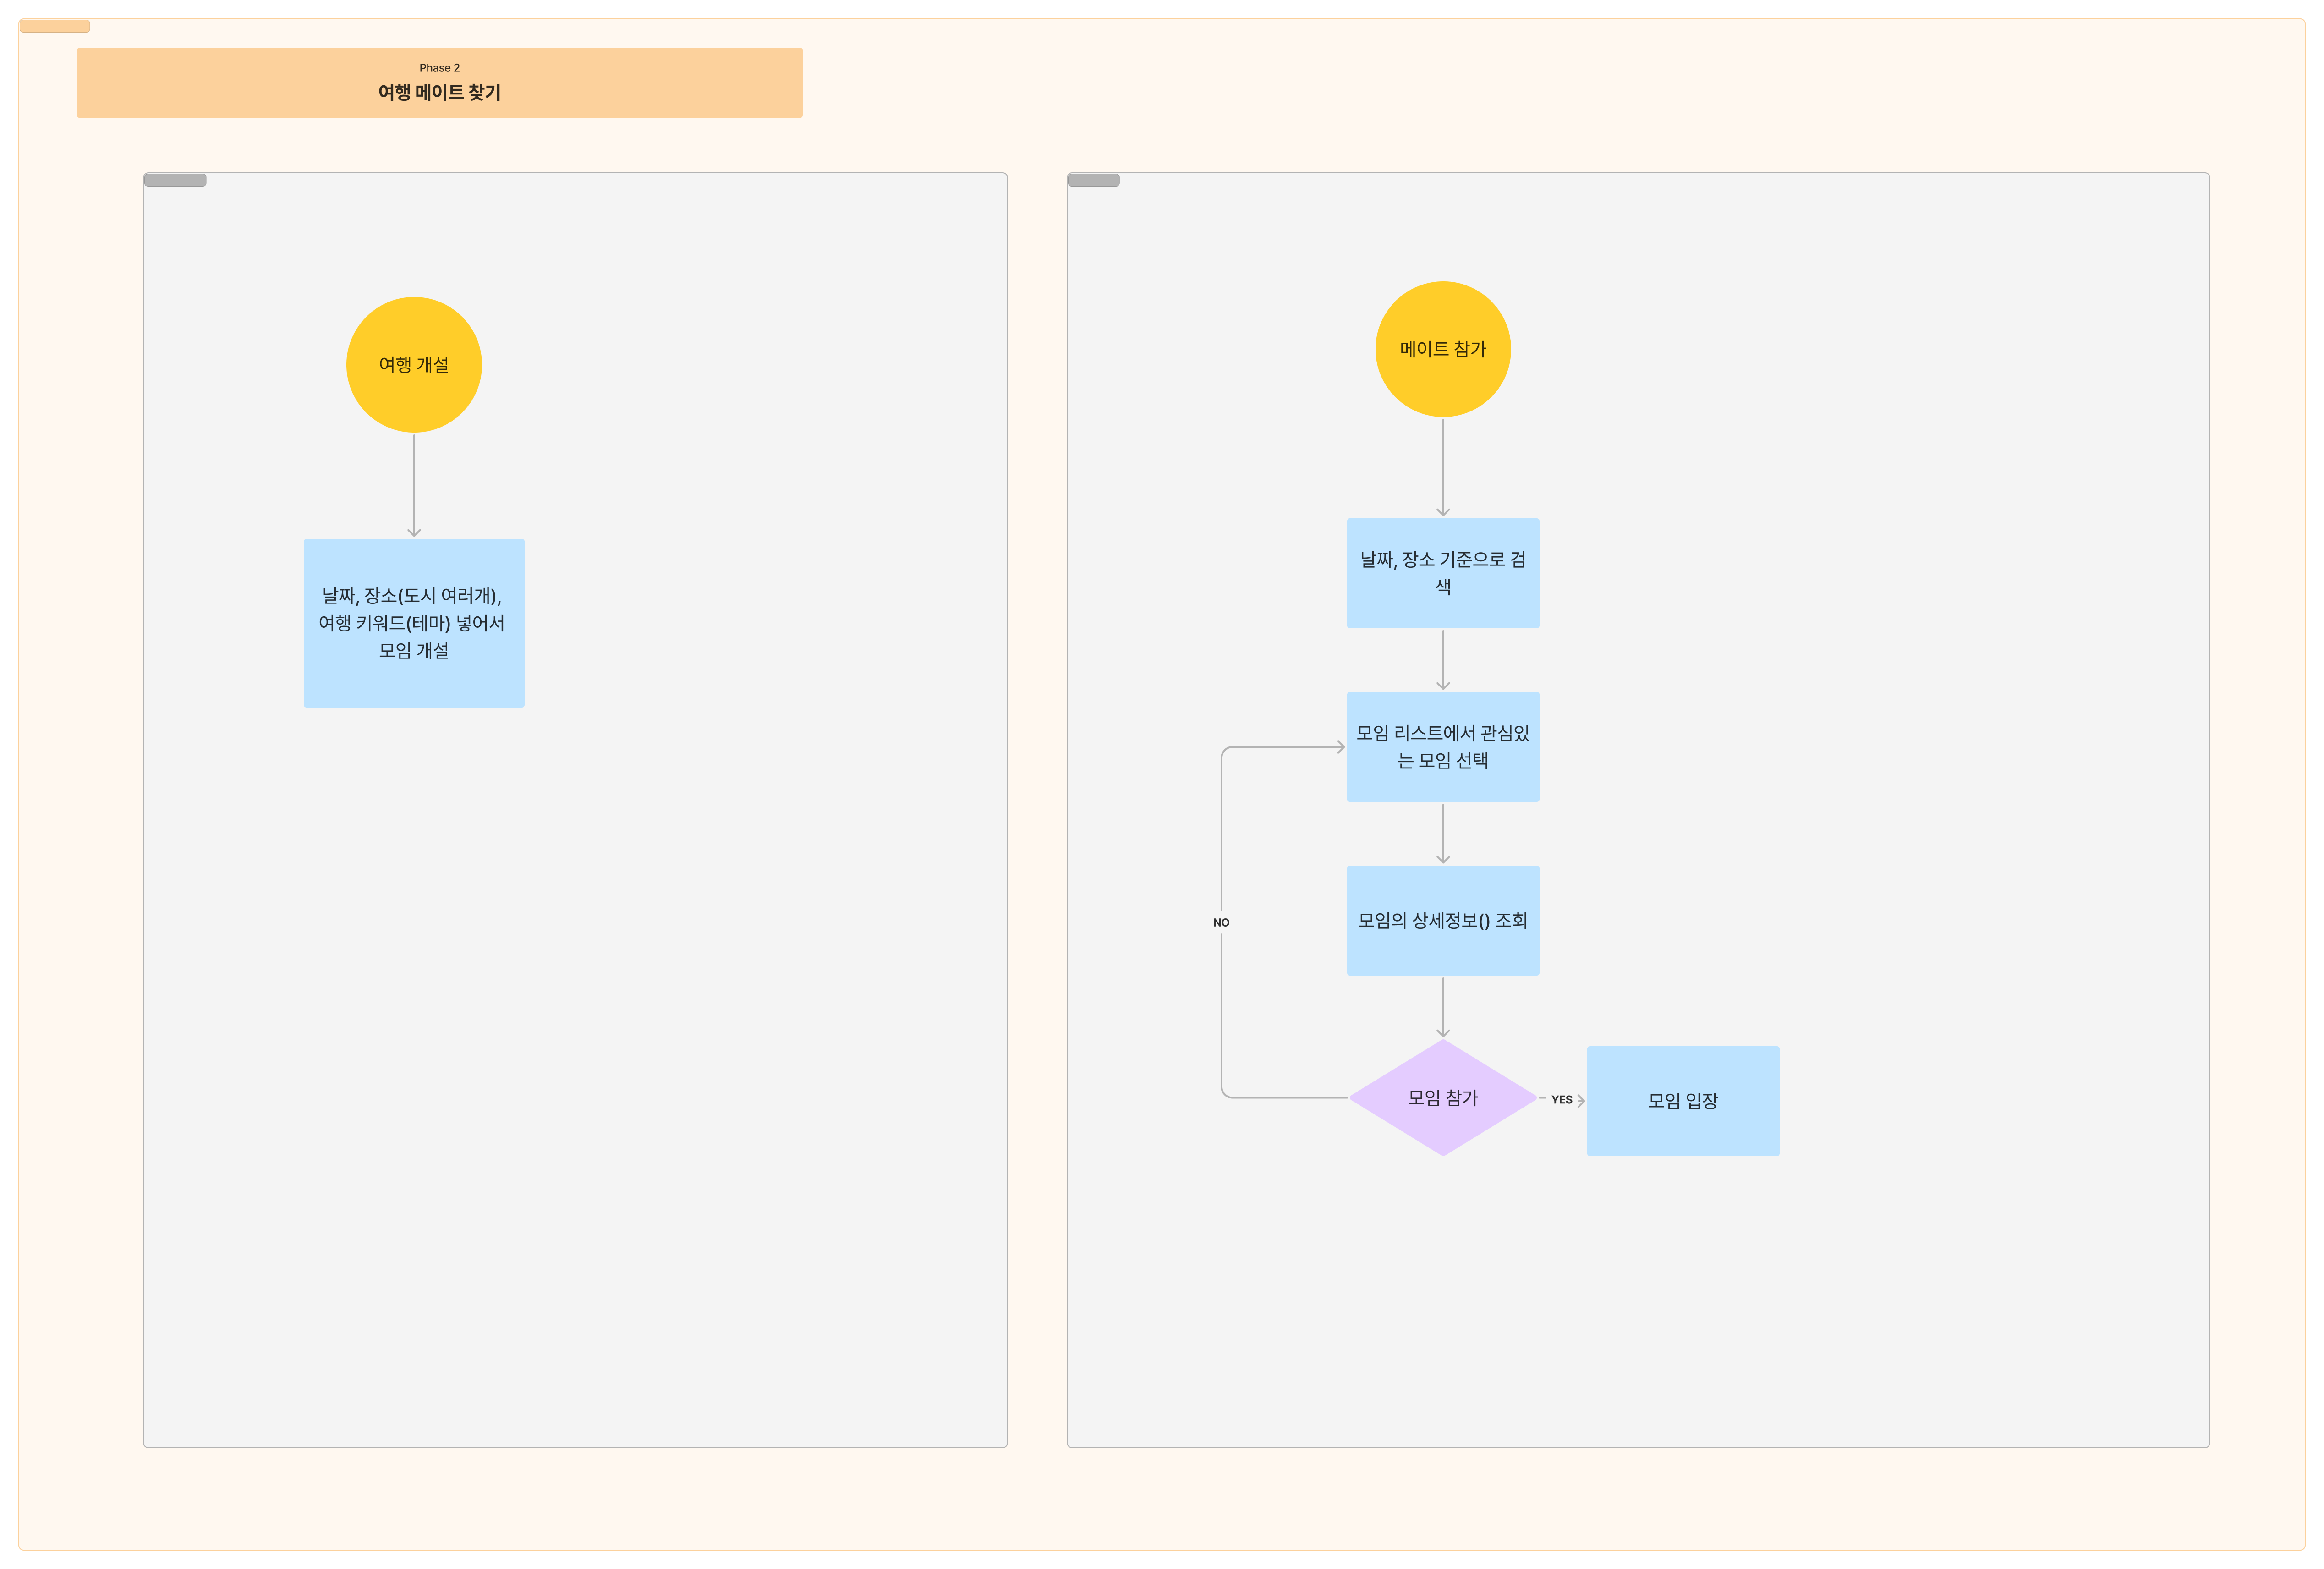 Phase 2
여행 메이트 찾기
여행 개설
날짜, 장소(도시 여러개),
여행 키워드(테마) 넣어서
모임 개설
메이트 참가
날짜, 장소 기준으로 검
색
모임 리스트에서 관심있
는 모임 선택
모임의 상세정보() 조회
NO
모임 참가
YES
모임 입장